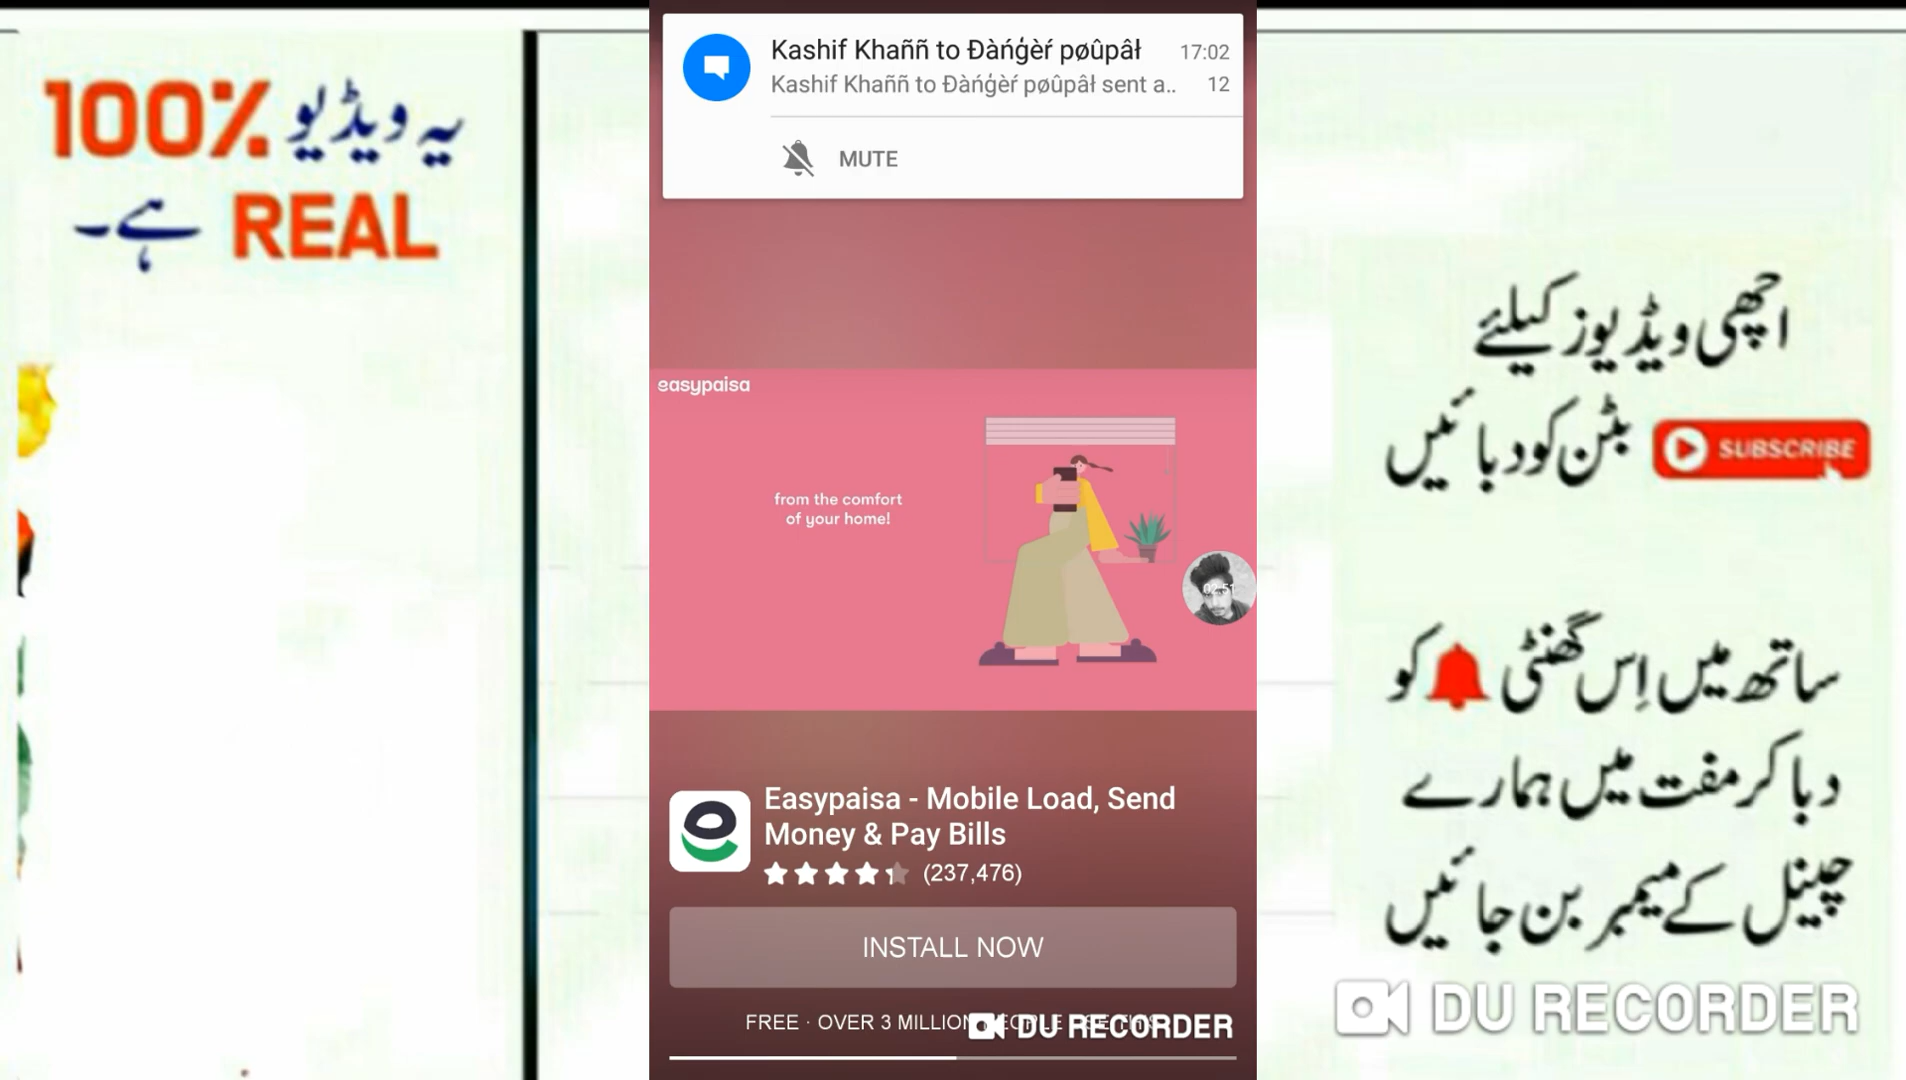 یہ ویڈیو 100%
REAL ہے۔
Kashif Khaññ to Đàńģèŕ pøûpâł 17:02
Kashif Khaññ to Đàńģèŕ pøûpâł sent a.. 12
MUTE
easypaisa
from the comfort
of your home!
Easypaisa - Mobile Load, Send
Money & Pay Bills
(237,476)
INSTALL NOW
FREE · OVER 3 MILLION
DU RECORDER
اچھی ویڈیوز کیلئے
SUBSCRIBE بٹن کو دبائیں
ساتھ میں اِس گھنٹی کو
دبا کر مفت میں ہمارے
چینل کے میمبر بن جائیں
DU RECORDER